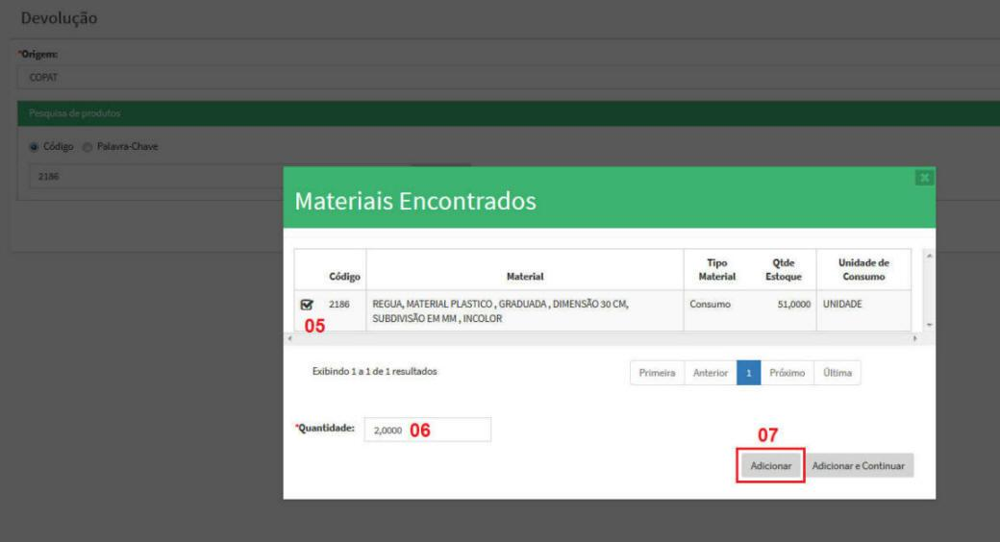 Devolução
*Origem:
COPAT
Pesquisa de produtos
Código Palavra-Chave
2186
Materiais Encontrados
Código Material Tipo Material Qtde Estoque Unidade de Consumo
2186 REGUA, MATERIAL PLASTICO , GRADUADA , DIMENSÃO 30 CM, Consumo 51,0000 UNIDADE
SUBDIVISÃO EM MM , INCOLOR
05
Exibindo 1 a 1 de 1 resultados Primeira Anterior 1 Próximo Última
*Quantidade: 2,0000 06
07
Adicionar Adicionar e Continuar